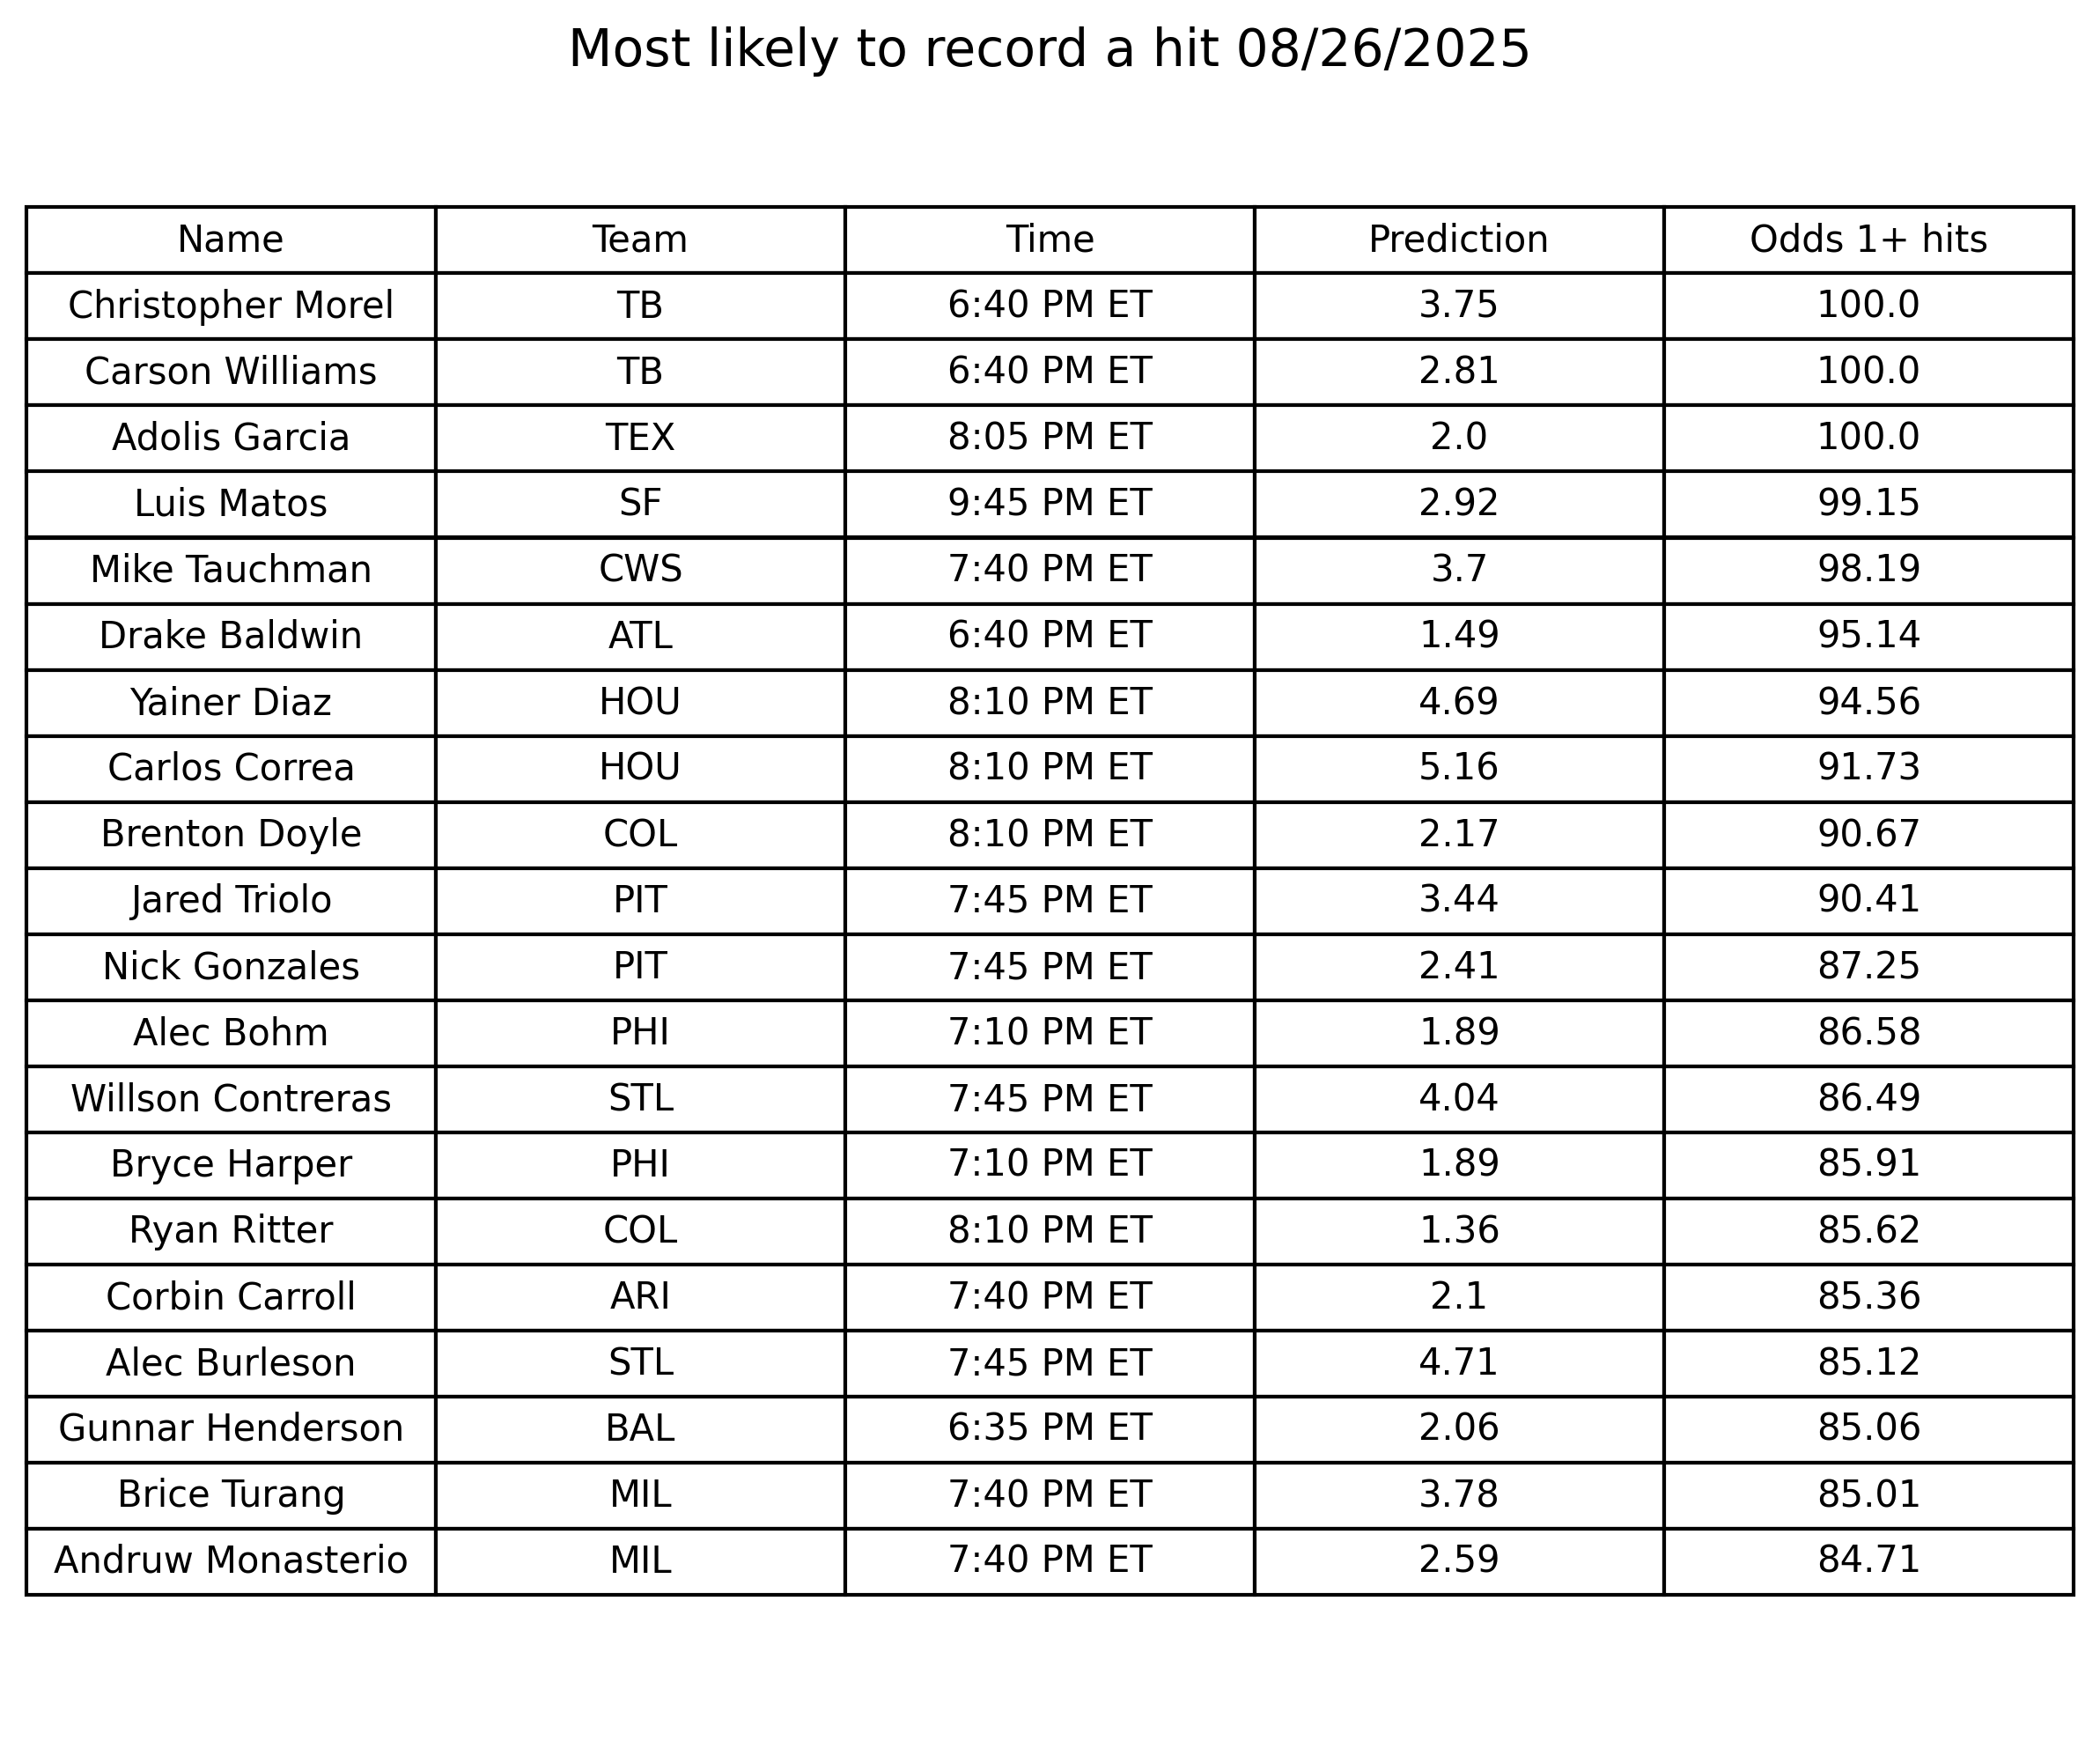 Most likely to record a hit 08/26/2025
Name Team Time Prediction Odds 1+ hits
Christopher Morel TB 6:40 PM ET 3.75 100.0
Carson Williams TB 6:40 PM ET 2.81 100.0
Adolis Garcia TEX 8:05 PM ET 2.0 100.0
Luis Matos SF 9:45 PM ET 2.92 99.15
Mike Tauchman CWS 7:40 PM ET 3.7 98.19
Drake Baldwin ATL 6:40 PM ET 1.49 95.14
Yainer Diaz HOU 8:10 PM ET 4.69 94.56
Carlos Correa HOU 8:10 PM ET 5.16 91.73
Brenton Doyle COL 8:10 PM ET 2.17 90.67
Jared Triolo PIT 7:45 PM ET 3.44 90.41
Nick Gonzales PIT 7:45 PM ET 2.41 87.25
Alec Bohm PHI 7:10 PM ET 1.89 86.58
Willson Contreras STL 7:45 PM ET 4.04 86.49
Bryce Harper PHI 7:10 PM ET 1.89 85.91
Ryan Ritter COL 8:10 PM ET 1.36 85.62
Corbin Carroll ARI 7:40 PM ET 2.1 85.36
Alec Burleson STL 7:45 PM ET 4.71 85.12
Gunnar Henderson BAL 6:35 PM ET 2.06 85.06
Brice Turang MIL 7:40 PM ET 3.78 85.01
Andruw Monasterio MIL 7:40 PM ET 2.59 84.71